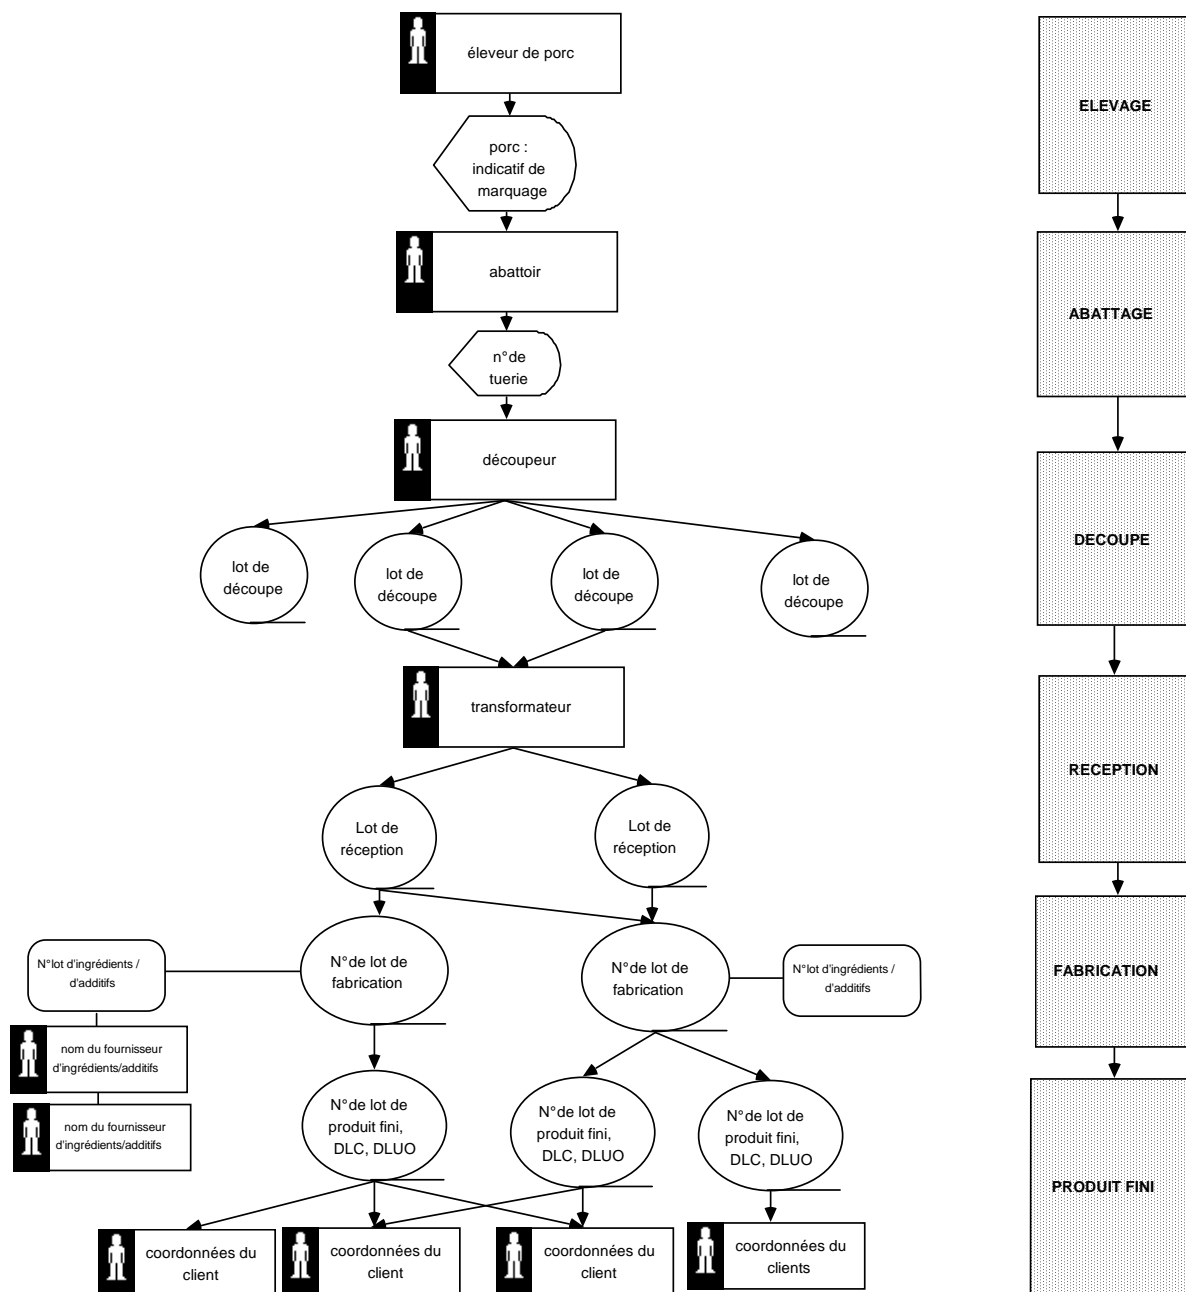 éleveur de porc
ELEVAGE
porc :
indicatif de
marquage
abattoir
ABATTAGE
n°de
tuerie
découpeur
DECOUPE
lot de
découpe
lot de
découpe
lot de
découpe
lot de
découpe
transformateur
RECEPTION
Lot de
réception
Lot de
réception
N°lot d'ingrédients /
d'additifs
N°de lot de
fabrication
N°de lot de
fabrication
N°lot d'ingrédients /
d'additifs
FABRICATION
nom du fournisseur
d'ingrédients/additifs
nom du fournisseur
d'ingrédients/additifs
N°de lot de
produit fini,
DLC, DLUO
N°de lot de
produit fini,
DLC, DLUO
N°de lot de
produit fini,
DLC, DLUO
PRODUIT FINI
coordonnées du
client
coordonnées du
client
coordonnées du
client
coordonnées du
clients